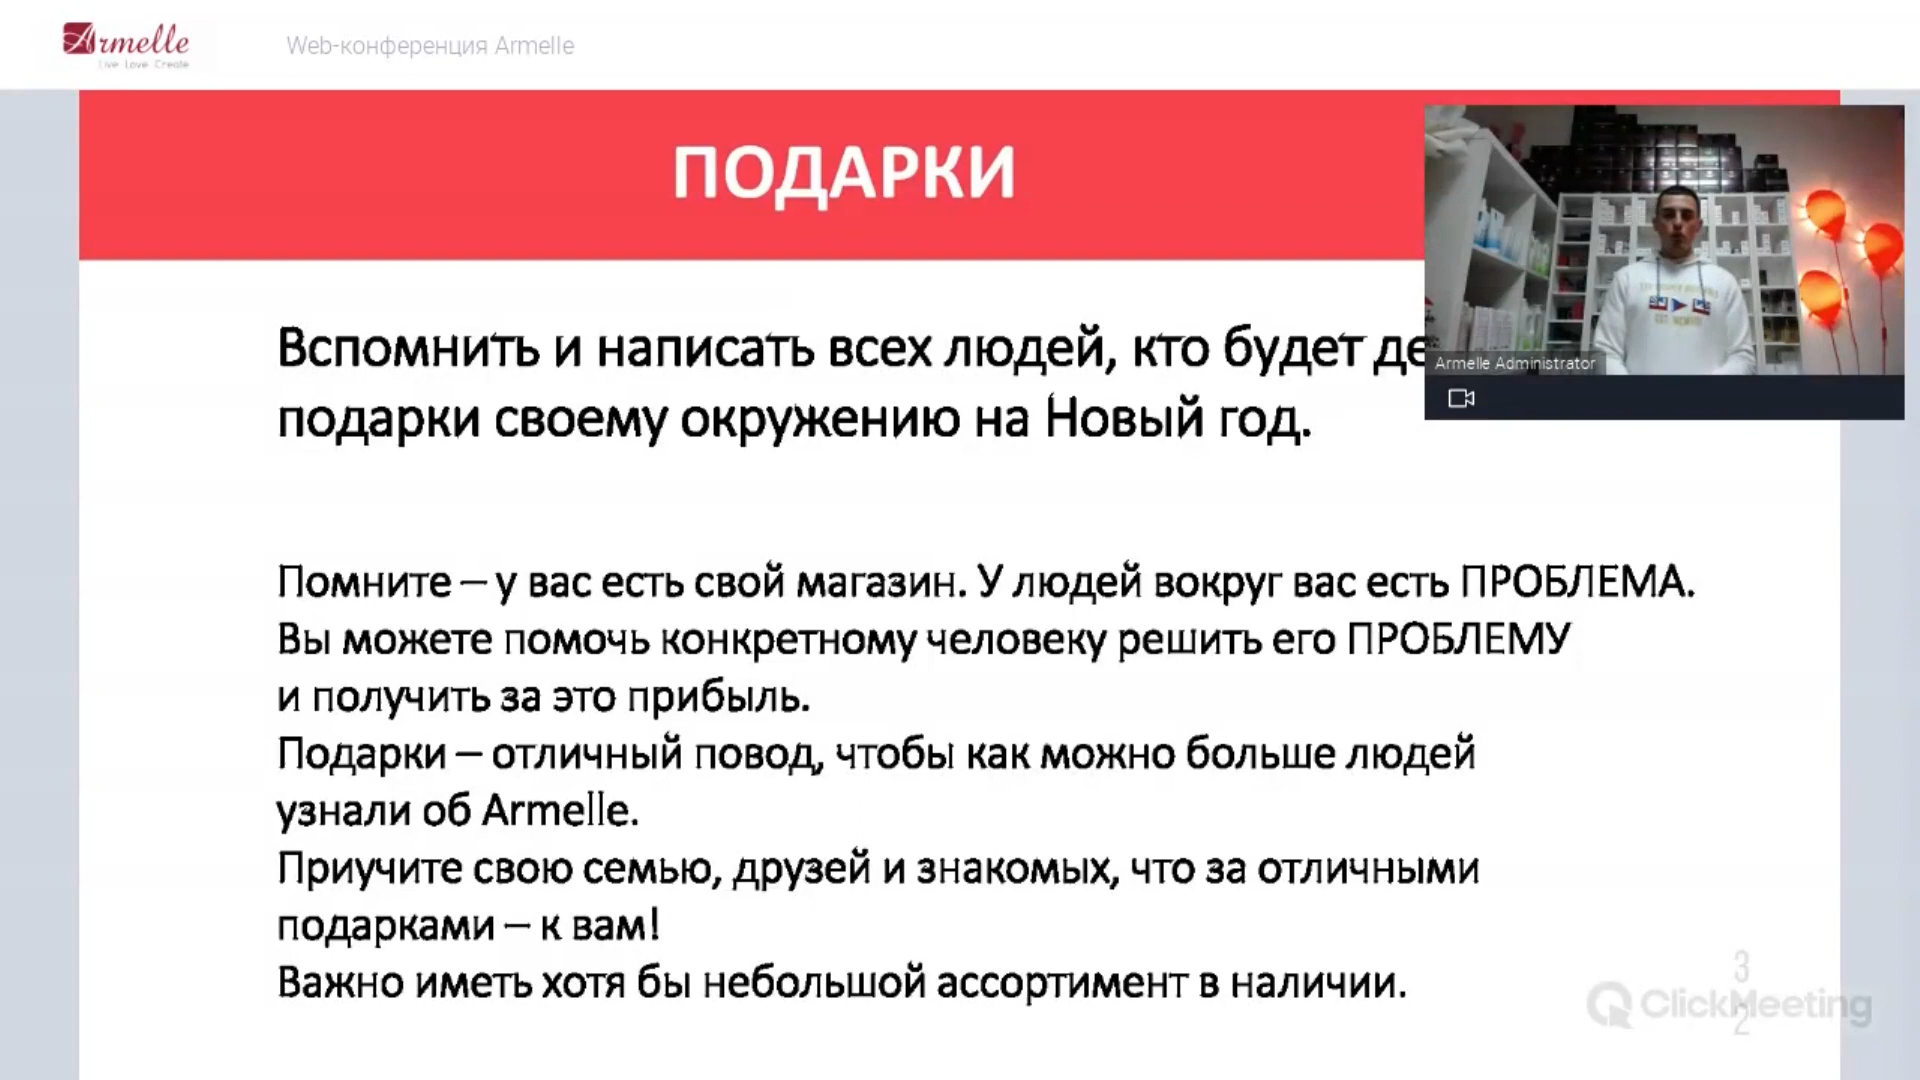 Armelle
Live Love Create
Web-конференция Armelle
ПОДАРКИ
Вспомнить и написать всех людей, кто будет де
подарки своему окружению на Новый год.
Помните – у вас есть свой магазин. У людей вокруг вас есть ПРОБЛЕМА.
Вы можете помочь конкретному человеку решить его ПРОБЛЕМУ
и получить за это прибыль.
Подарки – отличный повод, чтобы как можно больше людей
узнали об Armelle.
Приучите свою семью, друзей и знакомых, что за отличными
подарками – к вам!
Важно иметь хотя бы небольшой ассортимент в наличии.
Armelle Administrator
3
ClickMeeting
2